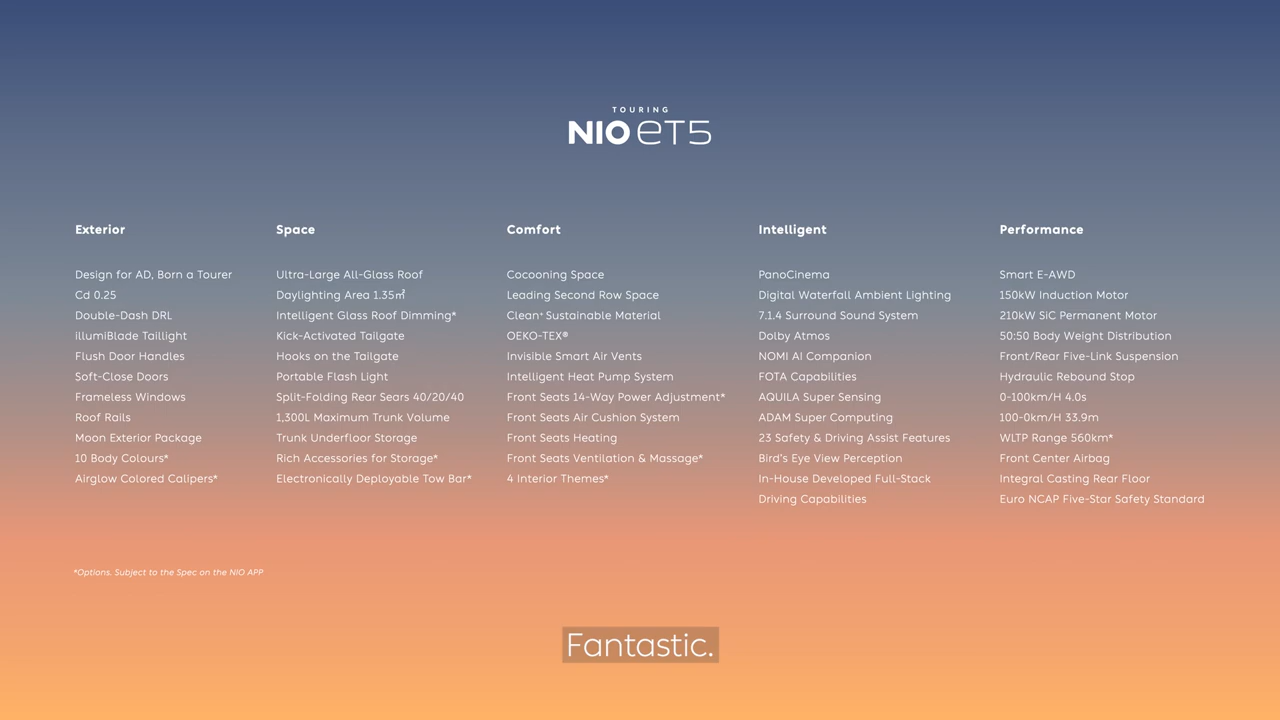 TOURING
NIO eT5
Exterior
Design for AD, Born a Tourer
Cd 0.25
Double-Dash DRL
illumiBlade Taillight
Flush Door Handles
Soft-Close Doors
Frameless Windows
Roof Rails
Moon Exterior Package
10 Body Colours*
Airglow Colored Calipers*
Space
Ultra-Large All-Glass Roof
Daylighting Area 1.35㎡
Intelligent Glass Roof Dimming*
Kick-Activated Tailgate
Hooks on the Tailgate
Portable Flash Light
Split-Folding Rear Sears 40/20/40
1,300L Maximum Trunk Volume
Trunk Underfloor Storage
Rich Accessories for Storage*
Electronically Deployable Tow Bar*
Comfort
Cocooning Space
Leading Second Row Space
Clean⁺ Sustainable Material
OEKO-TEX®
Invisible Smart Air Vents
Intelligent Heat Pump System
Front Seats 14-Way Power Adjustment*
Front Seats Air Cushion System
Front Seats Heating
Front Seats Ventilation & Massage*
4 Interior Themes*
Intelligent
PanoCinema
Digital Waterfall Ambient Lighting
7.1.4 Surround Sound System
Dolby Atmos
NOMI AI Companion
FOTA Capabilities
AQUILA Super Sensing
ADAM Super Computing
23 Safety & Driving Assist Features
Bird's Eye View Perception
In-House Developed Full-Stack
Driving Capabilities
Performance
Smart E-AWD
150kW Induction Motor
210kW SiC Permanent Motor
50:50 Body Weight Distribution
Front/Rear Five-Link Suspension
Hydraulic Rebound Stop
0-100km/H 4.0s
100-0km/H 33.9m
WLTP Range 560km*
Front Center Airbag
Integral Casting Rear Floor
Euro NCAP Five-Star Safety Standard
*Options. Subject to the Spec on the NIO APP
Fantastic.